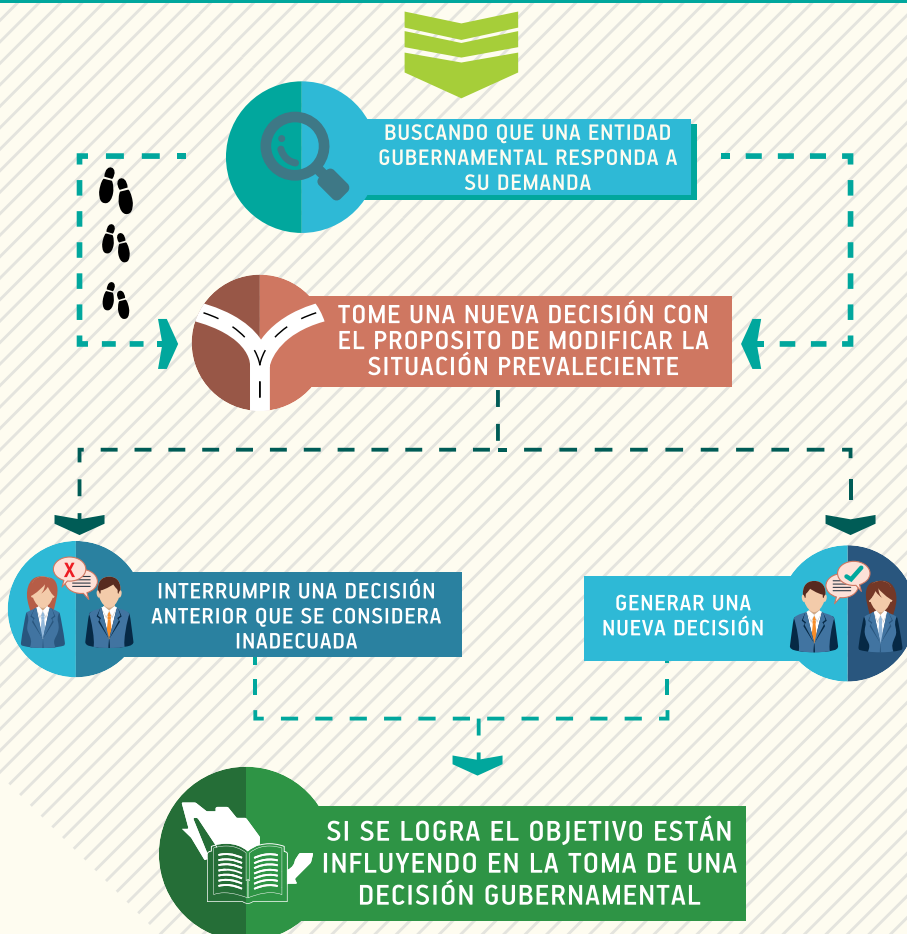 BUSCANDO QUE UNA ENTIDAD
GUBERNAMENTAL RESPONDA A
SU DEMANDA
TOME UNA NUEVA DECISIÓN CON
EL PROPOSITO DE MODIFICAR LA
SITUACIÓN PREVALECIENTE
INTERRUMPIR UNA DECISIÓN
ANTERIOR QUE SE CONSIDERA
INADECUADA
X
GENERAR UNA
NUEVA DECISIÓN
SI SE LOGRA EL OBJETIVO ESTÁN
INFLUYENDO EN LA TOMA DE UNA
DECISIÓN GUBERNAMENTAL